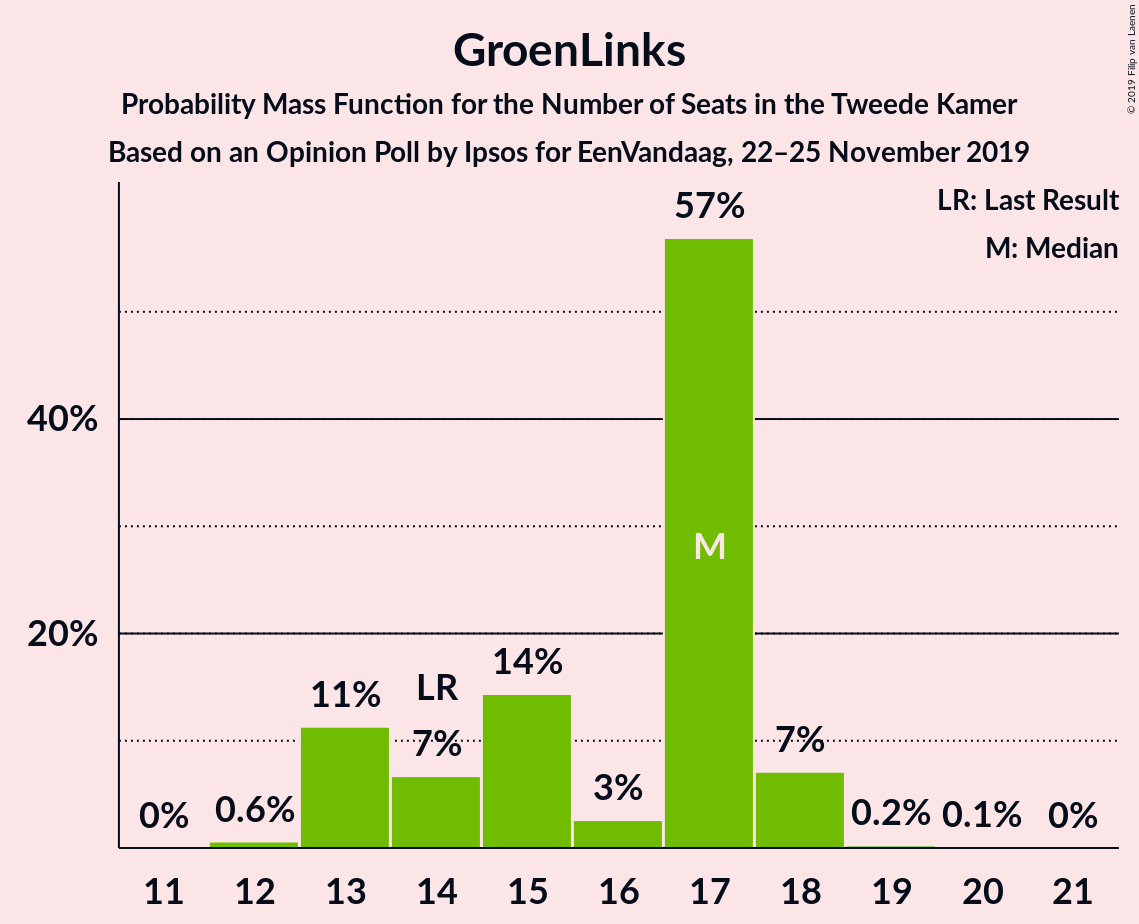 GroenLinks
Probability Mass Function for the Number of Seats in the Tweede Kamer
Based on an Opinion Poll by Ipsos for EenVandaag, 22–25 November 2019
© 2019 Filip van Laenen
LR: Last Result
M: Median
57%
40%
M
20%
14%
11%
LR
7%
7%
3%
0%
0.6%
0.2%
0.1%
0%
11 12 13 14 15 16 17 18 19 20 21